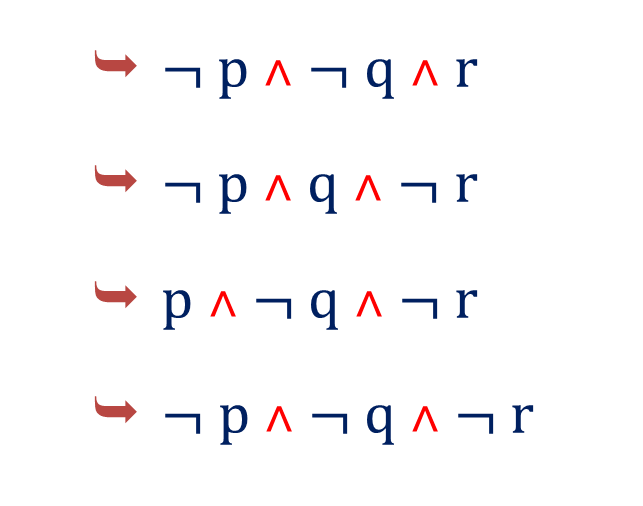 ¬ p ∧ ¬ q ∧ r
¬ p ∧ q ∧ ¬ r
p ∧ ¬ q ∧ ¬ r
¬ p ∧ ¬ q ∧ ¬ r